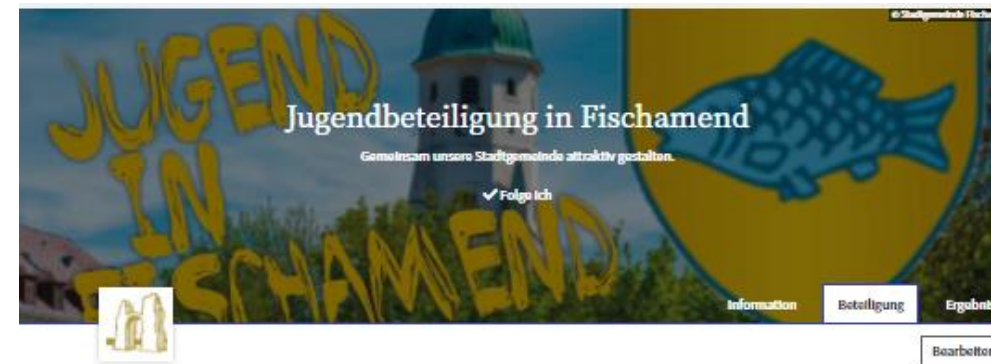 JUGEND
IN
FISCHAMEND
Jugendbeteiligung in Fischamend
Gemeinsam unsere Stadtgemeinde attraktiv gestalten.
✔ Folge ich
Information Beteiligung